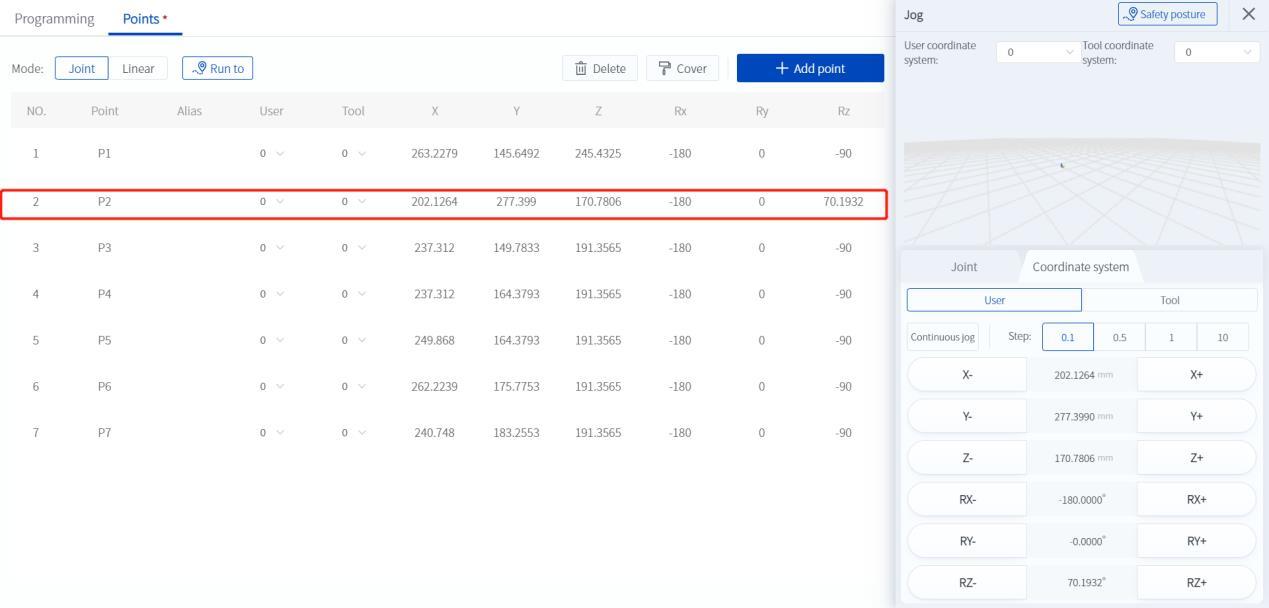 Programming Points
Mode: Joint Linear Run to Delete Cover + Add point
NO. Point Alias User Tool X Y Z Rx Ry Rz
1 P1 0 0 263.2279 145.6492 245.4325 -180 0 -90
2 P2 0 0 202.1264 277.399 170.7806 -180 0 70.1932
3 P3 0 0 237.312 149.7833 191.3565 -180 0 -90
4 P4 0 0 237.312 164.3793 191.3565 -180 0 -90
5 P5 0 0 249.868 164.3793 191.3565 -180 0 -90
6 P6 0 0 262.2239 175.7753 191.3565 -180 0 -90
7 P7 0 0 240.748 183.2553 191.3565 -180 0 -90
Jog Safety posture
User coordinate system: 0 Tool coordinate system: 0
Joint Coordinate system
User Tool
Continuous jog Step: 0.1 0.5 1 10
X- 202.1264 mm X+
Y- 277.3990 mm Y+
Z- 170.7806 mm Z+
RX- -180.0000° RX+
RY- -0.0000° RY+
RZ- 70.1932° RZ+